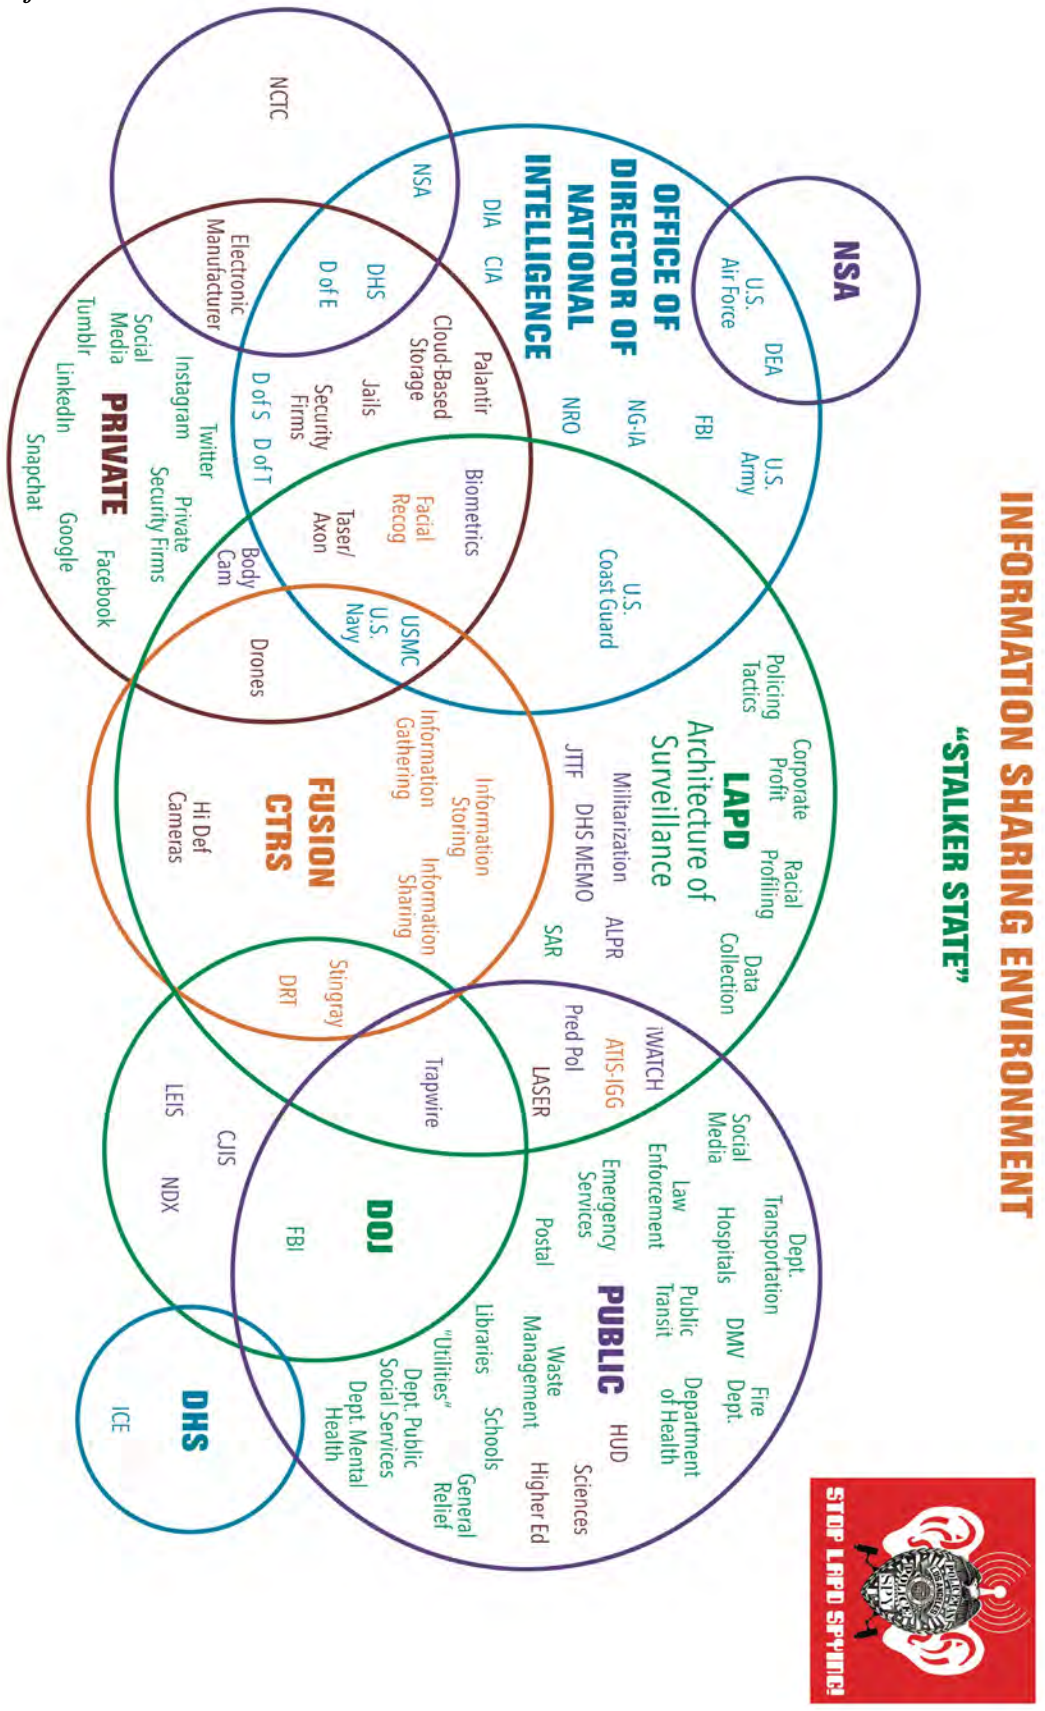 INFORMATION SHARING ENVIRONMENT
“STALKER STATE”
NSA
U.S.
Air Force
DEA
OFFICE OF
DIRECTOR OF
NATIONAL
INTELLIGENCE
FBI
U.S.
Army
NG-IA
NRO
DIA
CIA
U.S.
Coast Guard
NCTC
NSA
DHS
D of E
Electronic
Manufacturer
Palantir
Cloud-Based
Storage
Jails
Security
Firms
D of S
D of T
Biometrics
Facial
Recog
Taser/
Axon
Body
Cam
USMC
U.S.
Navy
Drones
PRIVATE
Social
Media
Tumblr
Instagram
LinkedIn
Twitter
Snapchat
Private
Security Firms
Google
Facebook
LAPD
Architecture of
Surveillance
Policing
Tactics
Corporate
Profit
Racial
Profiling
Data
Collection
Militarization
ALPR
JTTF
DHS MEMO
SAR
FUSION
CTRS
Information
Gathering
Information
Storing
Information
Sharing
Hi Def
Cameras
Stingray
DRT
iWATCH
ATIS-IGG
Pred Pol
LASER
Trapwire
DOJ
FBI
LEIS
CJIS
NDX
PUBLIC
Social
Media
Dept.
Transportation
Law
Enforcement
Hospitals
Emergency
Services
Postal
Public
Transit
DMV
Fire
Dept.
Department
of Health
Waste
Management
HUD
Libraries
Sciences
Higher Ed
“Utilities”
Schools
Dept. Public
Social Services
General
Relief
Dept. Mental
Health
DHS
ICE
POLICEMAN
LOS ANGELES
POLICE
SPY
STOP LAPD SPYING!